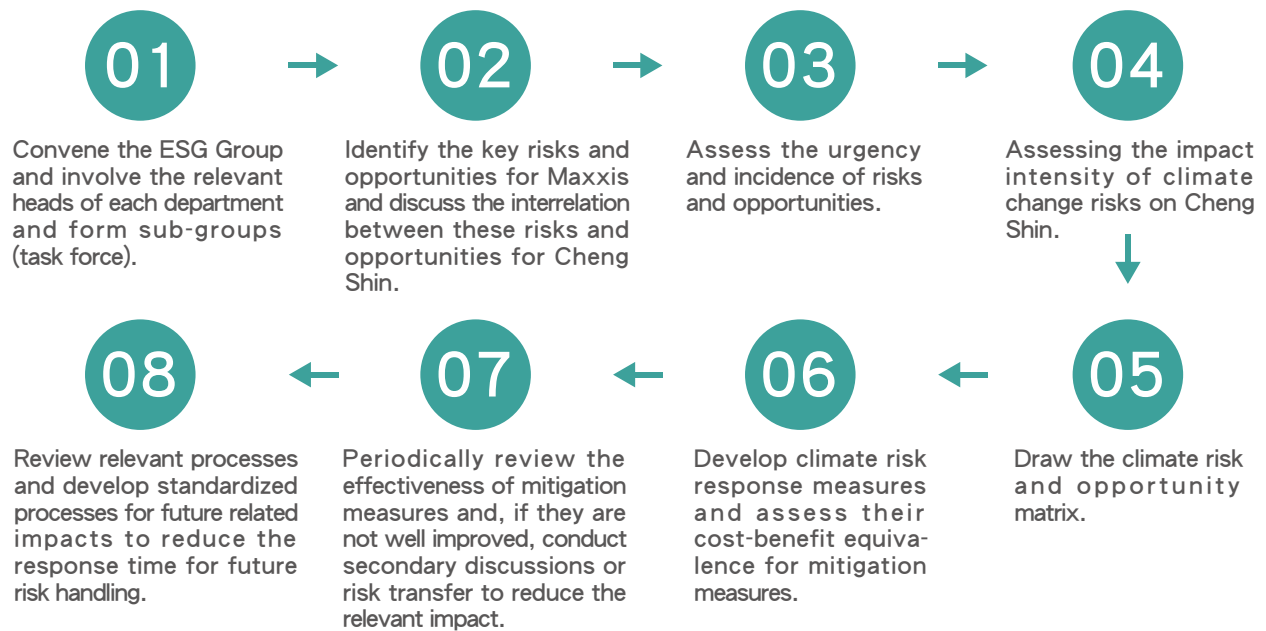 01
Convene the ESG Group
and involve the relevant
heads of each department
and form sub-groups
(task force).
02
Identify the key risks and
opportunities for Maxxis
and discuss the interrelation
between these risks and
opportunities for Cheng
Shin.
03
Assess the urgency
and incidence of risks
and opportunities.
04
Assessing the impact
intensity of climate
change risks on Cheng
Shin.
05
Draw the climate risk
and opportunity
matrix.
06
Develop climate risk
response measures
and assess their
cost-benefit equiva-
lence for mitigation
measures.
07
Periodically review the
effectiveness of mitigation
measures and, if they are
not well improved, conduct
secondary discussions or
risk transfer to reduce the
relevant impact.
08
Review relevant processes
and develop standardized
processes for future related
impacts to reduce the
response time for future
risk handling.